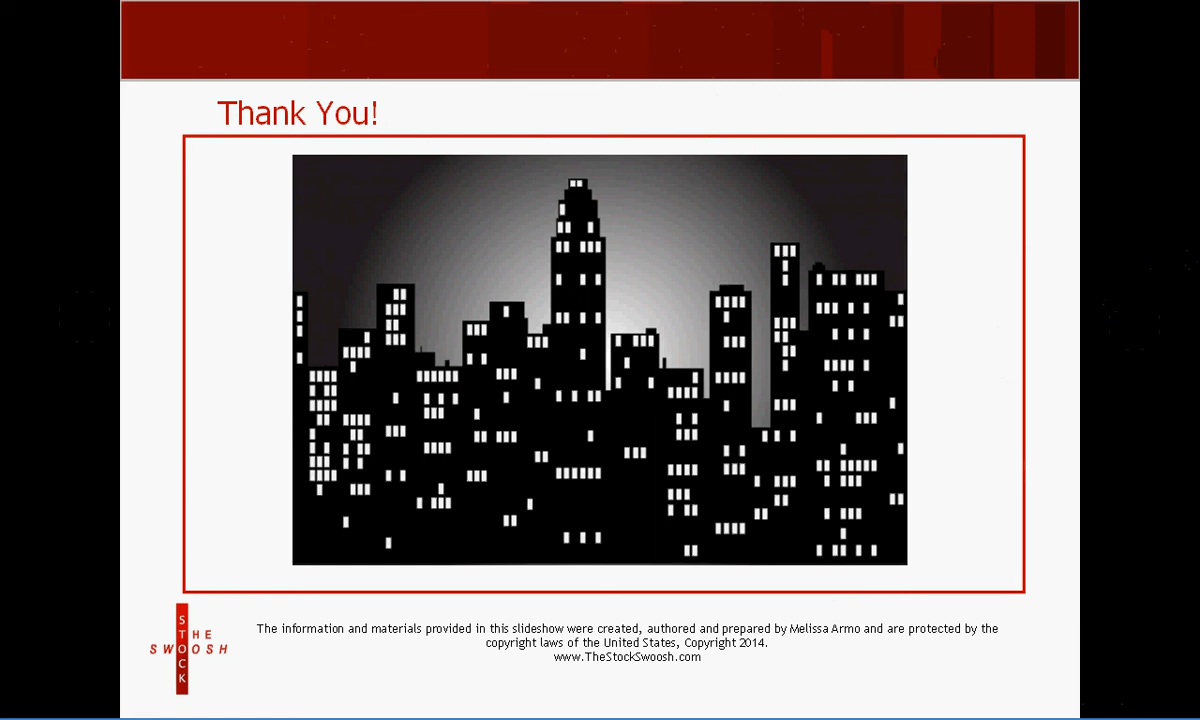 Thank You!
THE
STOCK
SWOOSH
The information and materials provided in this slideshow were created, authored and prepared by Melissa Armo and are protected by the
copyright laws of the United States, Copyright 2014.
www.TheStockSwoosh.com